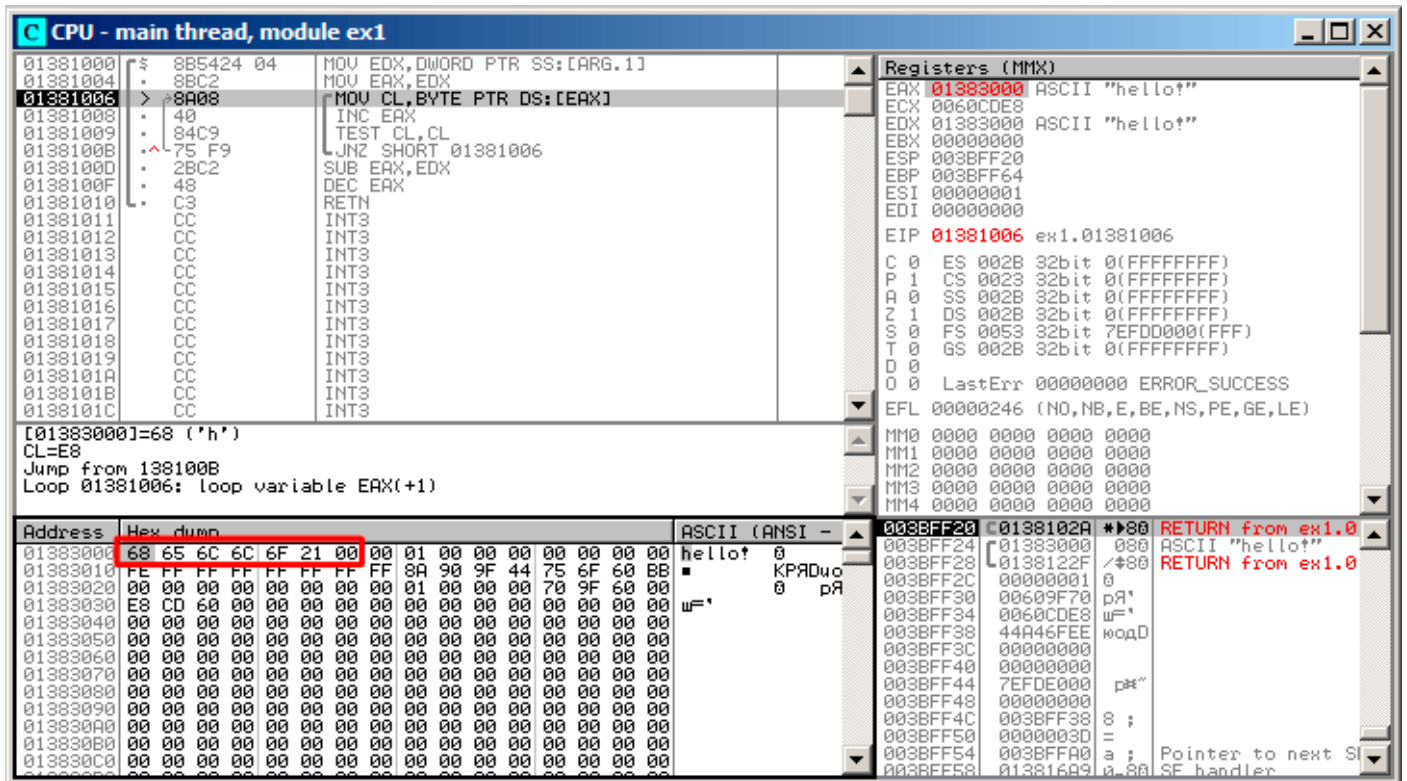 CPU - main thread, module ex1
01381000 $ 8B5424 04 MOV EDX,DWORD PTR SS:[ARG.1]
01381004 · 8BC2 MOV EAX,EDX
01381006 > 8A08 MOV CL,BYTE PTR DS:[EAX]
01381008 · 40 INC EAX
01381009 · 84C9 TEST CL,CL
0138100B ·^ 75 F9 JNZ SHORT 01381006
0138100D · 2BC2 SUB EAX,EDX
0138100F · 48 DEC EAX
01381010 · C3 RETN
01381011 CC INT3
01381012 CC INT3
01381013 CC INT3
01381014 CC INT3
01381015 CC INT3
01381016 CC INT3
01381017 CC INT3
01381018 CC INT3
01381019 CC INT3
0138101A CC INT3
0138101B CC INT3
0138101C CC INT3
[01383000]=68 ('h')
CL=E8
Jump from 138100B
Loop 01381006: loop variable EAX(+1)
Registers (MMX)
EAX 01383000 ASCII "hello!"
ECX 0060CDE8
EDX 01383000 ASCII "hello!"
EBX 00000000
ESP 003BFF20
EBP 003BFF64
ESI 00000001
EDI 00000000
EIP 01381006 ex1.01381006
C 0 ES 002B 32bit 0(FFFFFFFF)
P 1 CS 0023 32bit 0(FFFFFFFF)
A 0 SS 002B 32bit 0(FFFFFFFF)
Z 1 DS 002B 32bit 0(FFFFFFFF)
S 0 FS 0053 32bit 7EFDD000(FFF)
T 0 GS 002B 32bit 0(FFFFFFFF)
D 0
O 0 LastErr 00000000 ERROR_SUCCESS
EFL 00000246 (NO,NB,E,BE,NS,PE,GE,LE)
MM0 0000 0000 0000 0000
MM1 0000 0000 0000 0000
MM2 0000 0000 0000 0000
MM3 0000 0000 0000 0000
MM4 0000 0000 0000 0000
Address Hex dump ASCII (ANSI -
01383000 68 65 6C 6C 6F 21 00 00 01 00 00 00 00 00 00 00 hello! 0
01383010 FE FF FF FF FF FF FF FF 8A 90 9F 44 75 6F 60 BB ■ КРЯDuo
01383020 00 00 00 00 00 00 00 00 01 00 00 00 70 9F 60 00 0 pЯ
01383030 E8 CD 60 00 00 00 00 00 00 00 00 00 00 00 00 00 ш='
01383040 00 00 00 00 00 00 00 00 00 00 00 00 00 00 00 00
01383050 00 00 00 00 00 00 00 00 00 00 00 00 00 00 00 00
01383060 00 00 00 00 00 00 00 00 00 00 00 00 00 00 00 00
01383070 00 00 00 00 00 00 00 00 00 00 00 00 00 00 00 00
01383080 00 00 00 00 00 00 00 00 00 00 00 00 00 00 00 00
01383090 00 00 00 00 00 00 00 00 00 00 00 00 00 00 00 00
013830A0 00 00 00 00 00 00 00 00 00 00 00 00 00 00 00 00
013830B0 00 00 00 00 00 00 00 00 00 00 00 00 00 00 00 00
013830C0 00 00 00 00 00 00 00 00 00 00 00 00 00 00 00 00
003BFF20 0138102A *►80 RETURN from ex1.0
003BFF24 01383000 080 ASCII "hello!"
003BFF28 0138122F /‡80 RETURN from ex1.0
003BFF2C 00000001 0
003BFF30 00609F70 pЯ'
003BFF34 0060CDE8 ш='
003BFF38 44A46FEE юодD
003BFF3C 00000000
003BFF40 00000000
003BFF44 7EFDE000
003BFF48 00000000
003BFF4C 003BFF38 8 ;
003BFF50 0000003D =
003BFF54 003BFFA0 a ; Pointer to next S
003BFF58 013816A9 SE handler